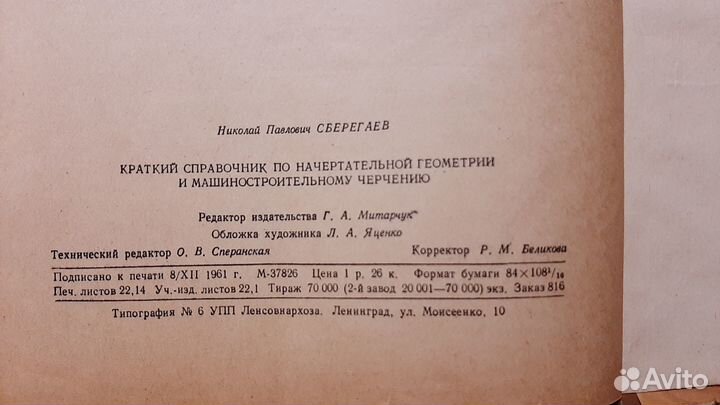 Николай Павлович СБЕРЕГАЕВ
КРАТКИЙ СПРАВОЧНИК ПО НАЧЕРТАТЕЛЬНОЙ ГЕОМЕТРИИ
И МАШИНОСТРОИТЕЛЬНОМУ ЧЕРЧЕНИЮ
Редактор издательства Г. А. Митарчук
Обложка художника Л. А. Яценко
Технический редактор О. В. Сперанская Корректор Р. М. Беликова
Подписано к печати 8/XII 1961 г. М-37826 Цена 1 р. 26 к. Формат бумаги 84×108¹/₁₆
Печ. листов 22,14 Уч.-изд. листов 22,1 Тираж 70 000 (2-й завод 20 001—70 000) экз. Заказ 816
Типография № 6 УПП Ленсовнархоза. Ленинград, ул. Моисеенко, 10
Avito